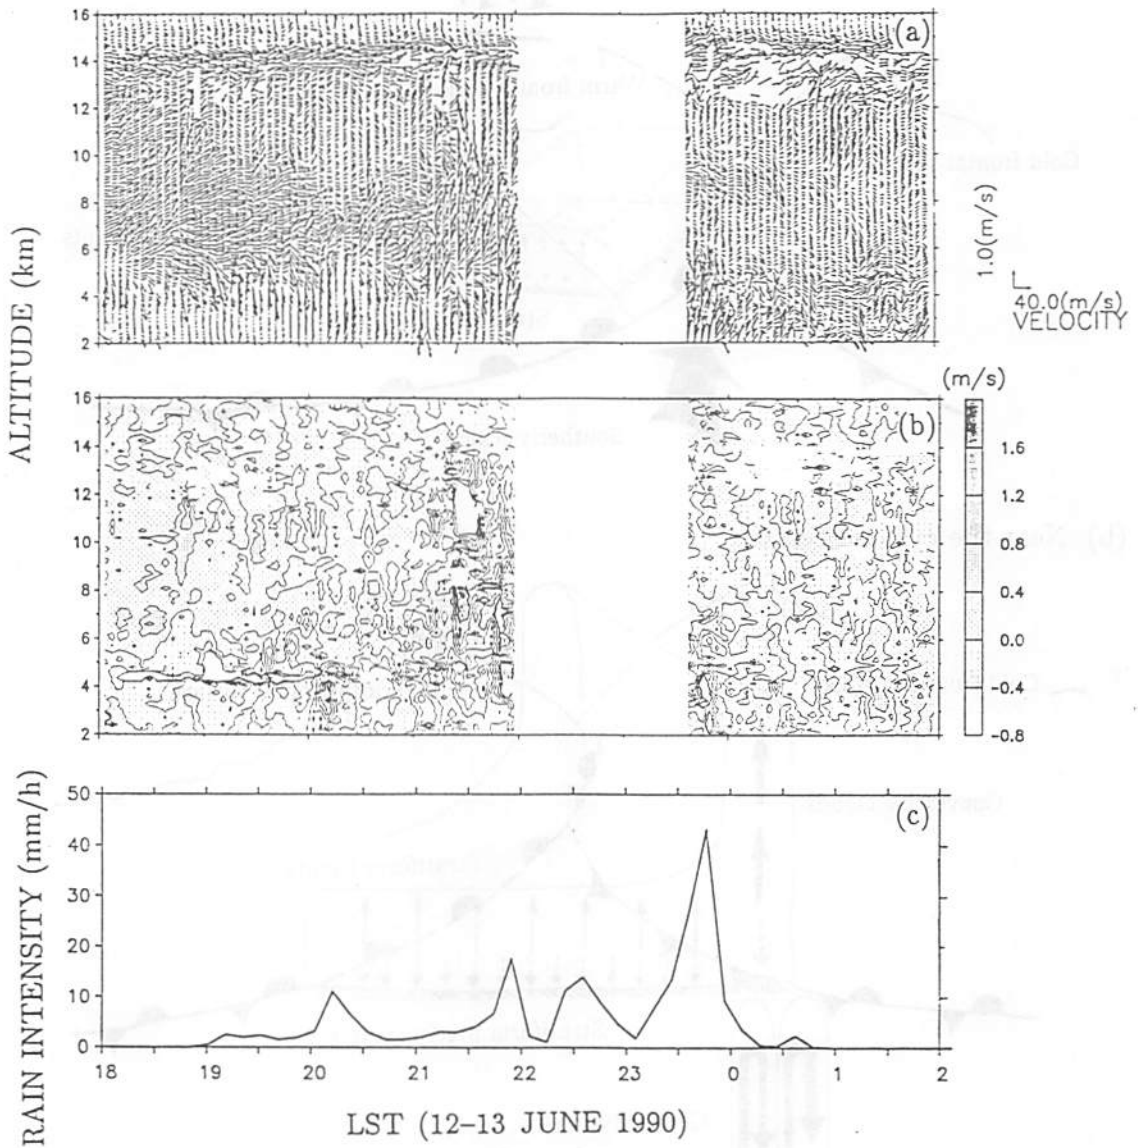 16
14
12
10
8
6
4
2
(a)
1.0(m/s)
40.0(m/s)
VELOCITY
ALTITUDE (km)
(m/s)
16
14
12
10
8
6
4
2
(b)
1.6
1.2
0.8
0.4
0.0
-0.4
-0.8
RAIN INTENSITY (mm/h)
50
40
30
20
10
0
(c)
18 19 20 21 22 23 0 1 2
LST (12–13 JUNE 1990)